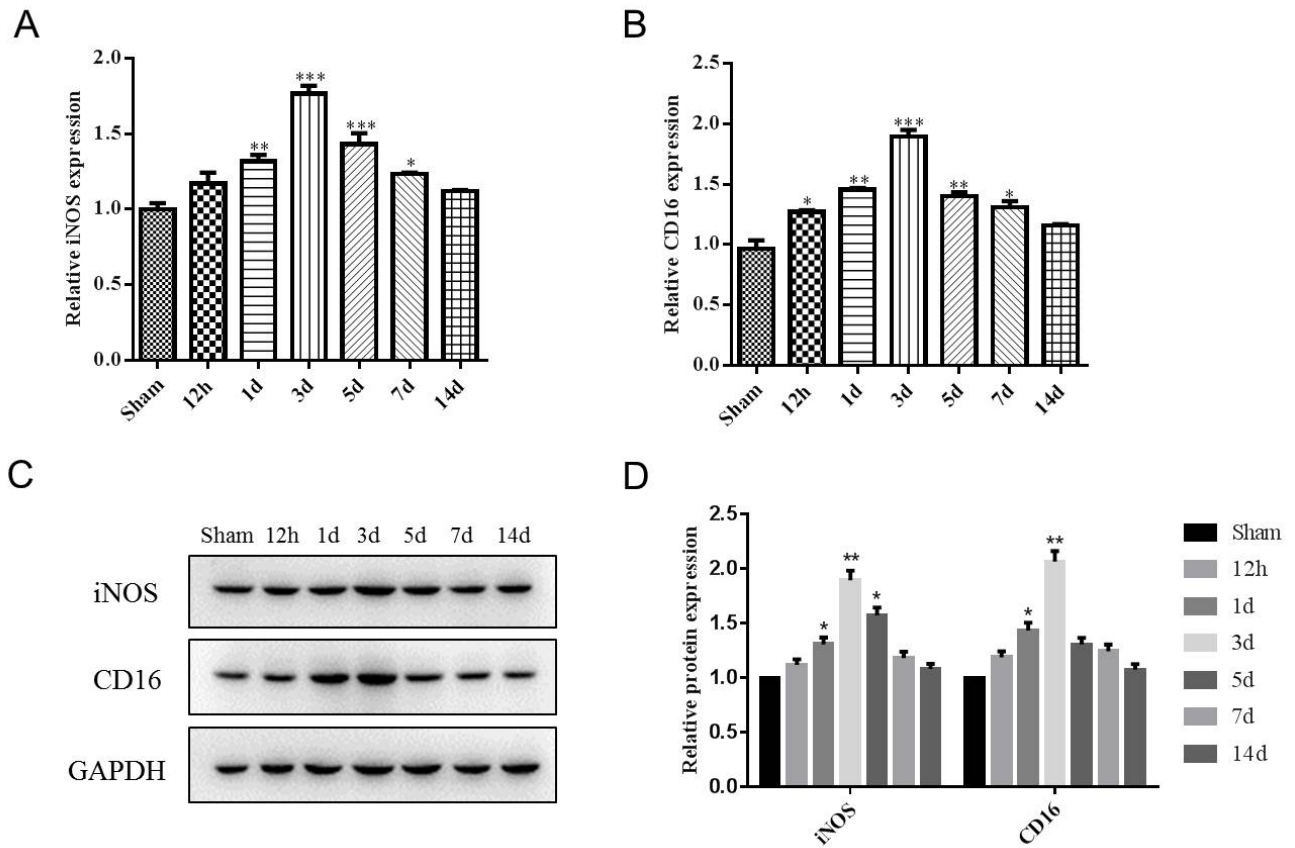 A
Relative iNOS expression
2.0
1.5
1.0
0.5
0.0
***
***
**
*
Sham
12h
1d
3d
5d
7d
14d
B
Relative CD16 expression
2.5
2.0
1.5
1.0
0.5
0.0
*
**
***
**
*
Sham
12h
1d
3d
5d
7d
14d
C
Sham 12h 1d 3d 5d 7d 14d
iNOS
CD16
GAPDH
D
Relative protein expression
2.5
2.0
1.5
1.0
0.5
0.0
*
**
*
*
**
iNOS
CD16
Sham
12h
1d
3d
5d
7d
14d